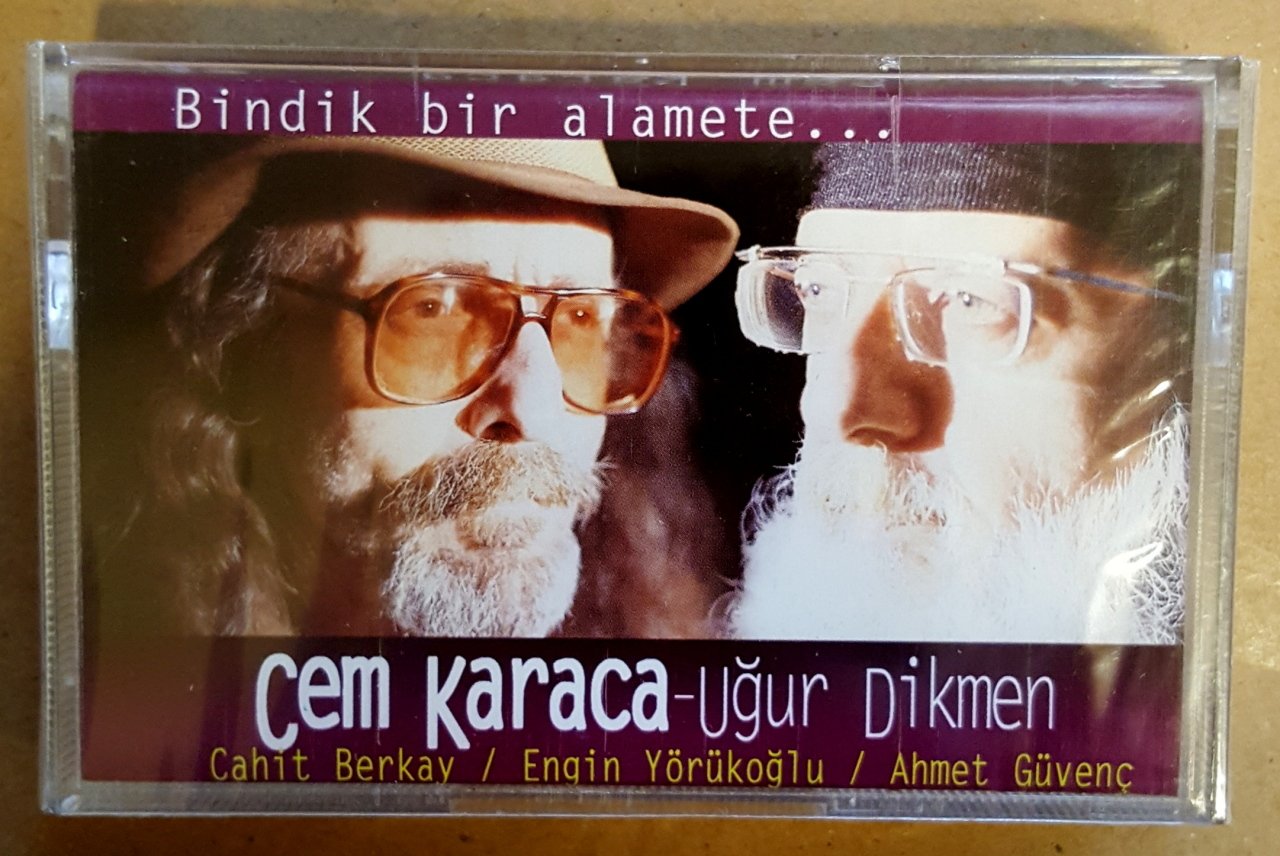 Bindik bir alamete...
Cem Karaca-Uğur Dikmen
Cahit Berkay / Engin Yörükoğlu / Ahmet Güvenç